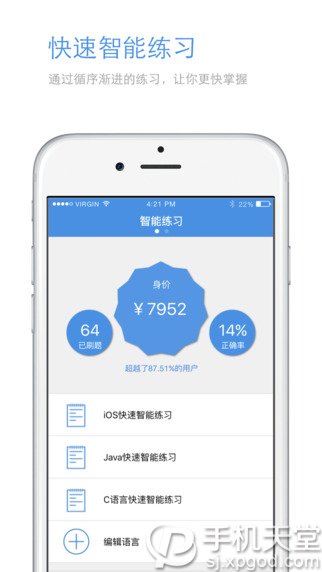 快速智能练习
通过循序渐进的练习，让你更快掌握
VIRGIN 4:21 PM 22%
智能练习
身价
¥7952
64
已刷题
14%
正确率
超越了87.51%的用户
iOS快速智能练习
Java快速智能练习
C语言快速智能练习
编辑语言
手机天堂
sj.xpgod.com